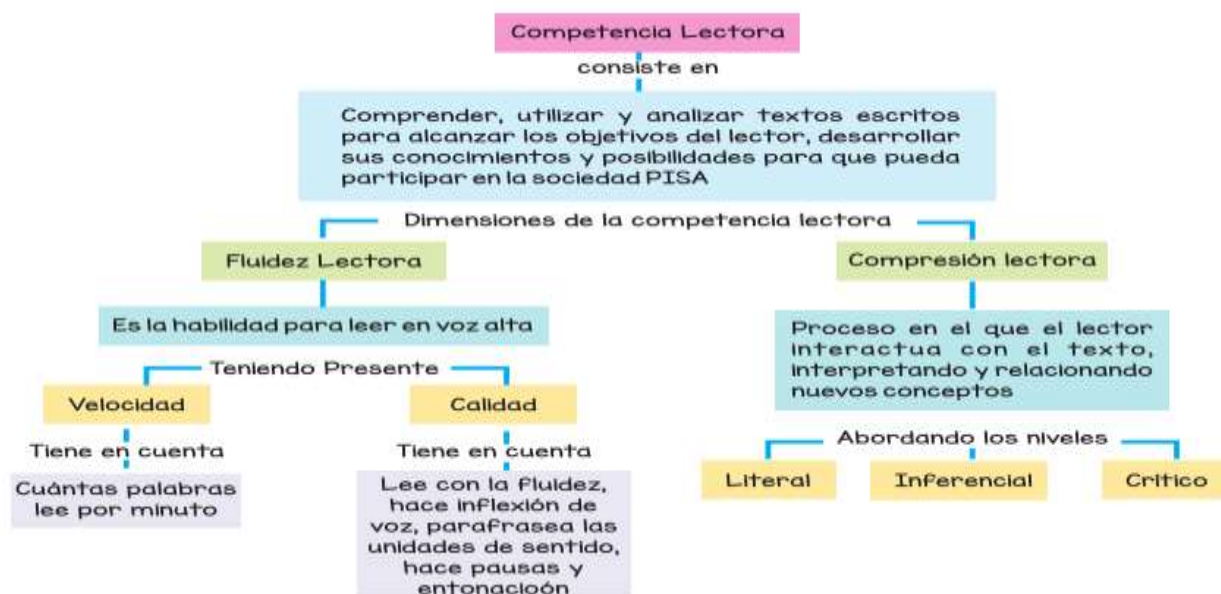 Competencia Lectora
consiste en
Comprender, utilizar y analizar textos escritos
para alcanzar los objetivos del lector, desarrollar
sus conocimientos y posibilidades para que pueda
participar en la sociedad PISA
Dimensiones de la competencia lectora
Fluidez Lectora
Es la habilidad para leer en voz alta
Teniendo Presente
Velocidad
Tiene en cuenta
Cuántas palabras
lee por minuto
Calidad
Tiene en cuenta
Lee con la fluidez,
hace inflexión de
voz, parafrasea las
unidades de sentido,
hace pausas y
entonacioón
Compresión lectora
Proceso en el que el lector
interactua con el texto,
interpretando y relacionando
nuevos conceptos
Abordando los niveles
Literal
Inferencial
Crítico